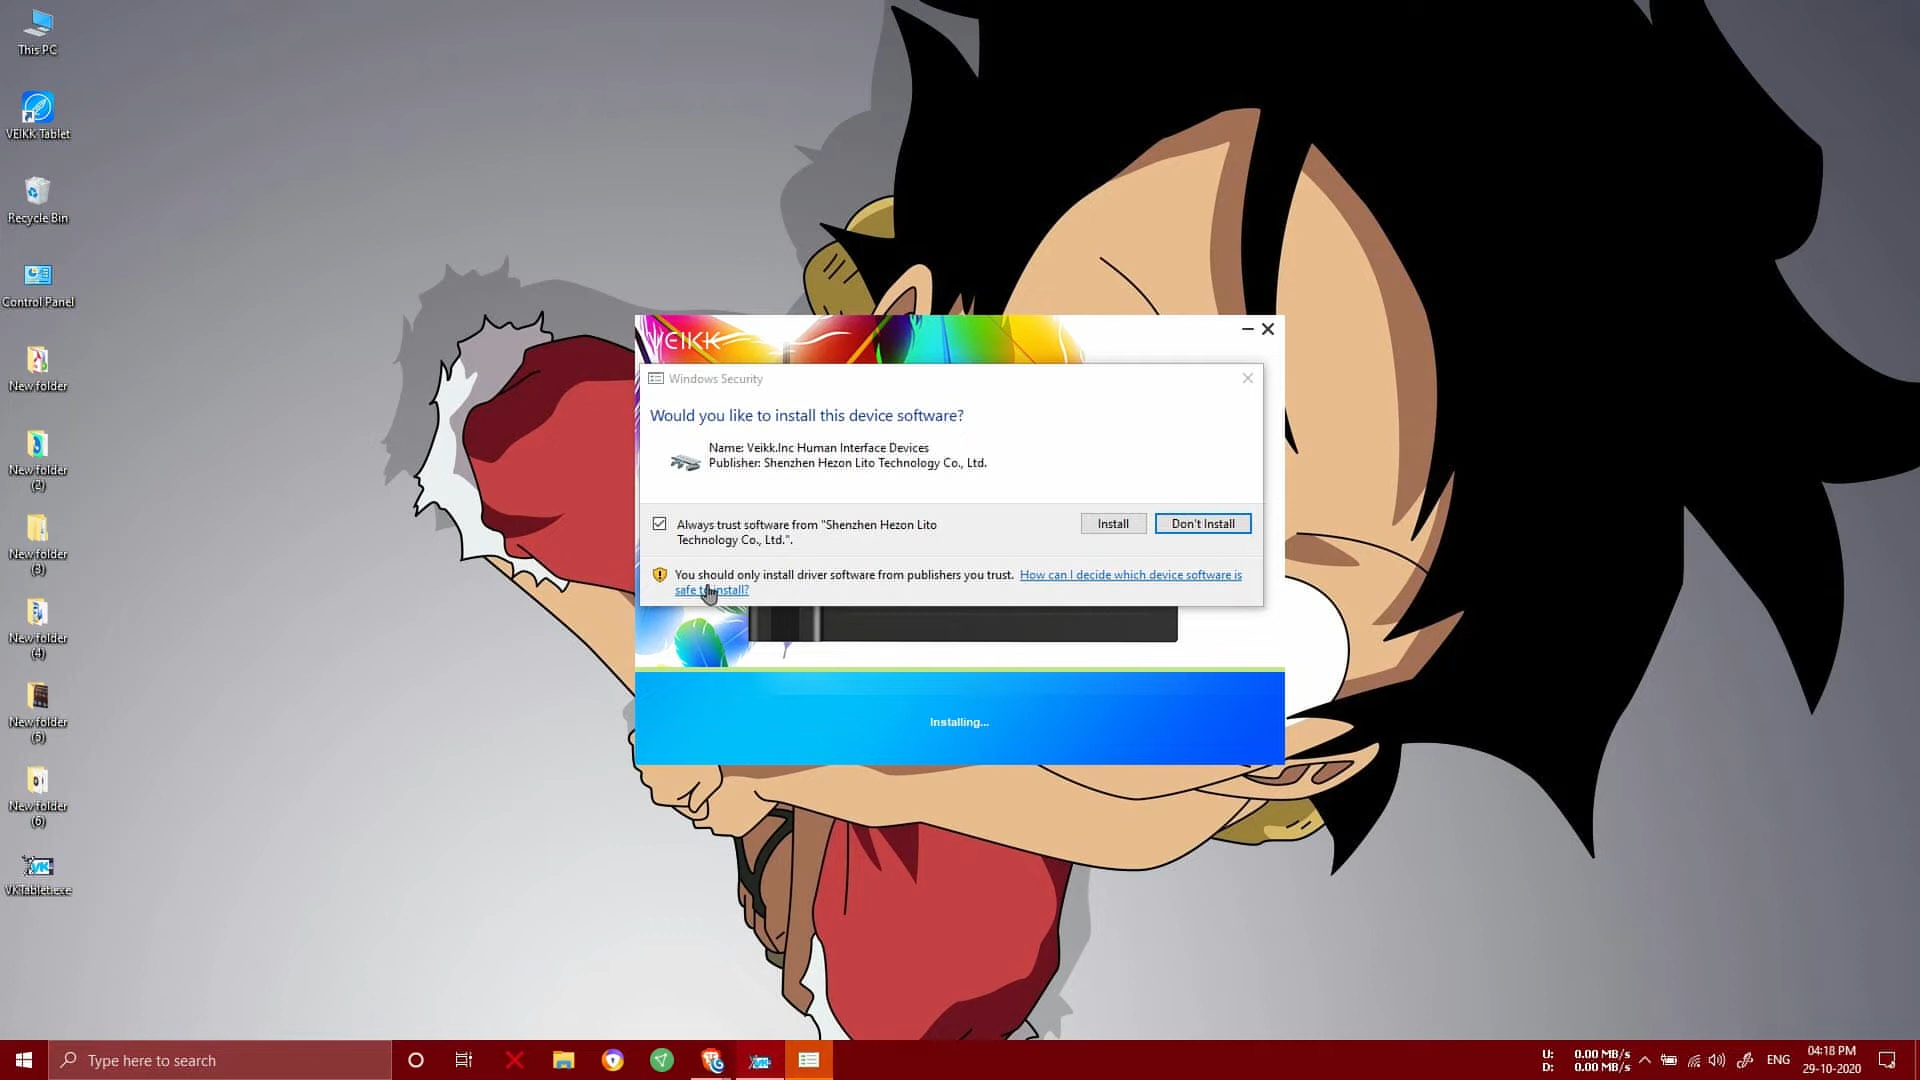 This PC
VEIKK Tablet
Recycle Bin
Control Panel
New folder
New folder
(2)
New folder
(3)
New folder
(4)
New folder
(5)
New folder
(6)
VKTablet.exe
VEIKK
Windows Security
Would you like to install this device software?
Name: Veikk.Inc Human Interface Devices
Publisher: Shenzhen Hezon Lito Technology Co., Ltd.
Always trust software from "Shenzhen Hezon Lito
Technology Co., Ltd.".
Install
Don't Install
You should only install driver software from publishers you trust. How can I decide which device software is
safe to install?
Installing...
Type here to search
U: 0.00 MB/s
D: 0.00 MB/s
ENG
04:18 PM
29-10-2020